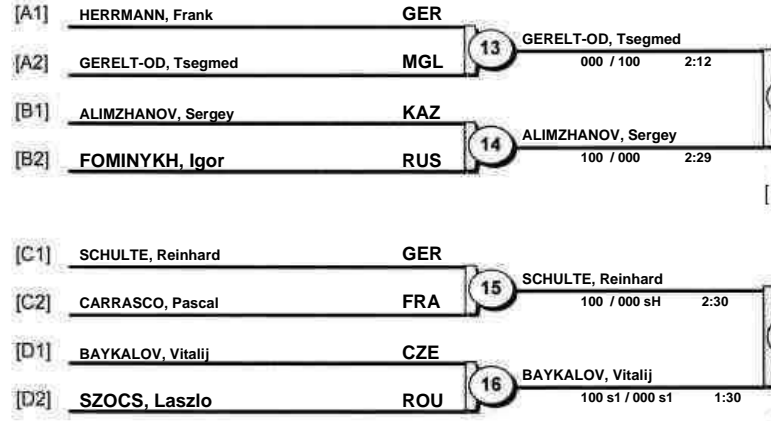 [A1] HERRMANN, Frank GER
13 GERELT-OD, Tsegmed
000 / 100 2:12
[A2] GERELT-OD, Tsegmed MGL
[B1] ALIMZHANOV, Sergey KAZ
14 ALIMZHANOV, Sergey
100 / 000 2:29
[B2] FOMINYKH, Igor RUS
[
[C1] SCHULTE, Reinhard GER
15 SCHULTE, Reinhard
100 / 000 sH 2:30
[C2] CARRASCO, Pascal FRA
[D1] BAYKALOV, Vitalij CZE
16 BAYKALOV, Vitalij
100 s1 / 000 s1 1:30
[D2] SZOCS, Laszlo ROU